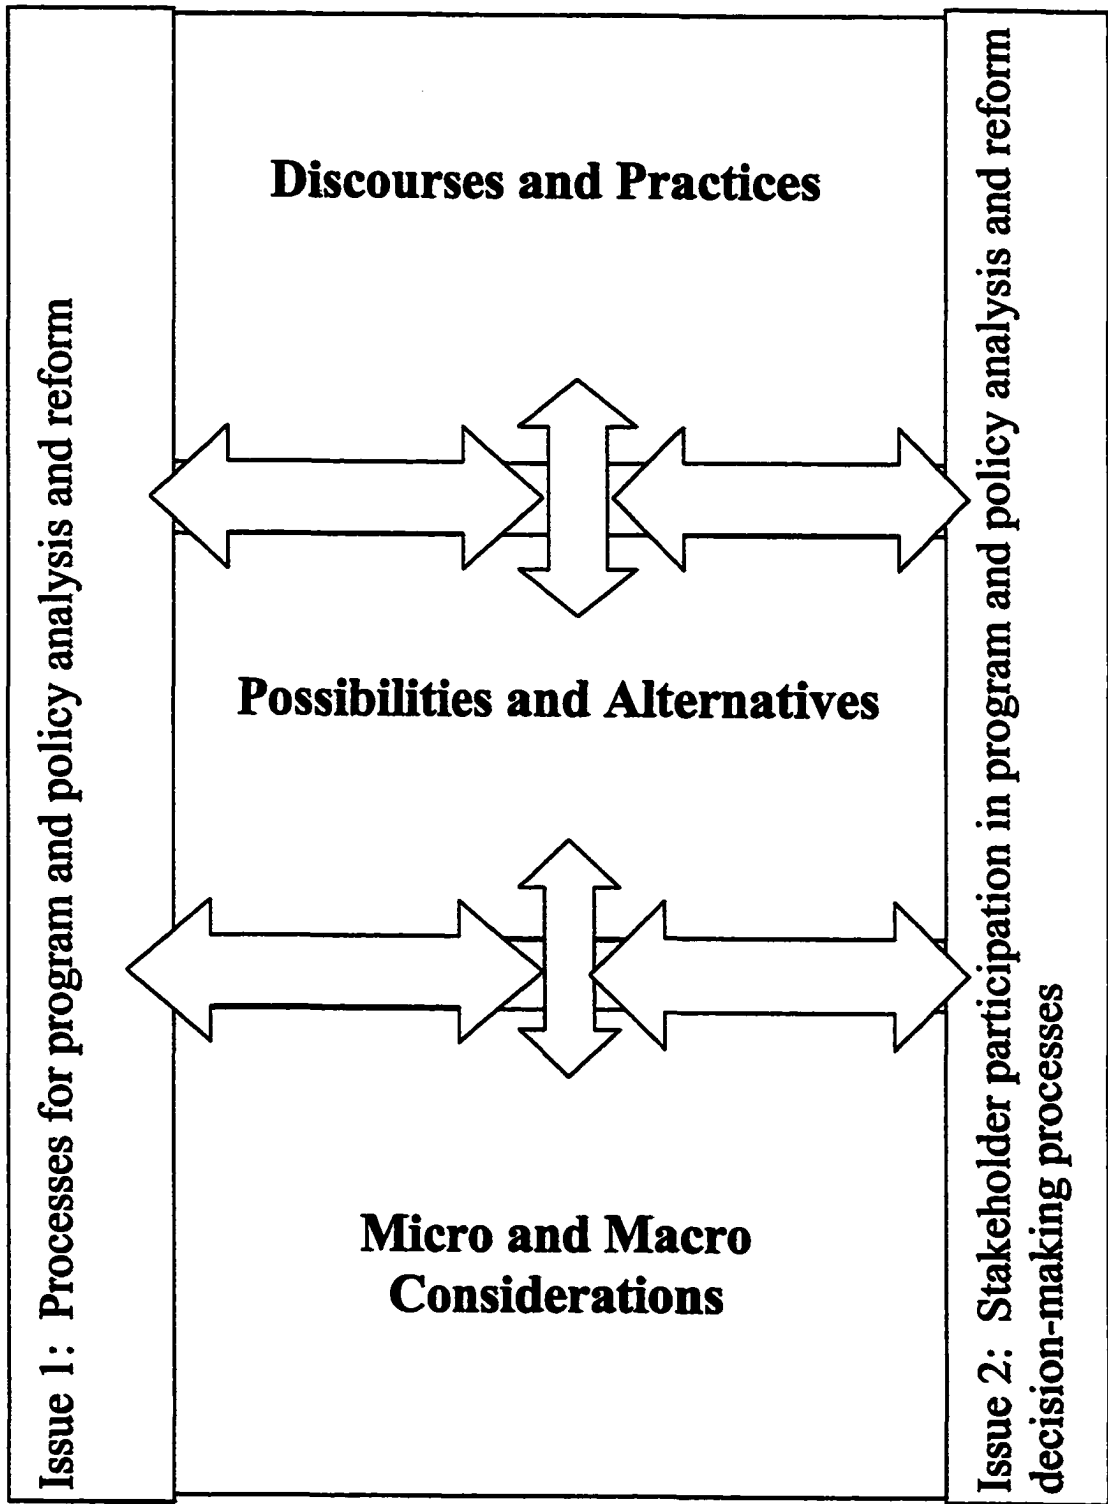 Issue 1: Processes for program and policy analysis and reform
Discourses and Practices
Possibilities and Alternatives
Micro and Macro
Considerations
Issue 2: Stakeholder participation in program and policy analysis and reform
decision-making processes